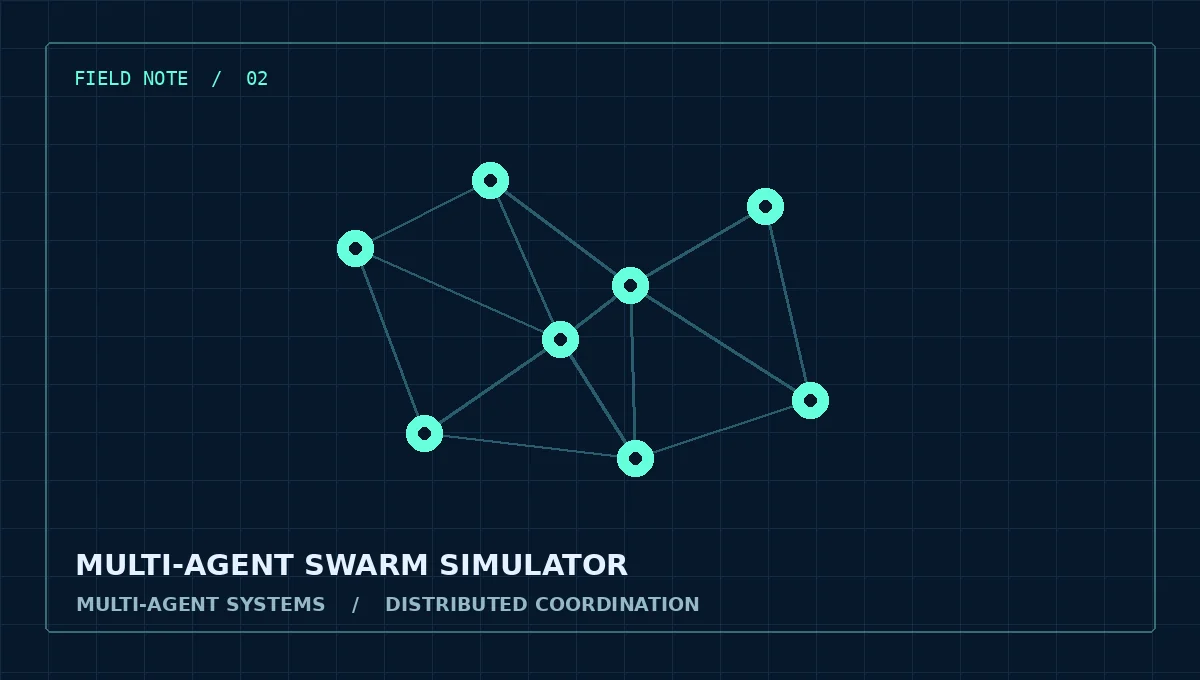 FIELD NOTE / 02
MULTI-AGENT SWARM SIMULATOR
MULTI-AGENT SYSTEMS / DISTRIBUTED COORDINATION